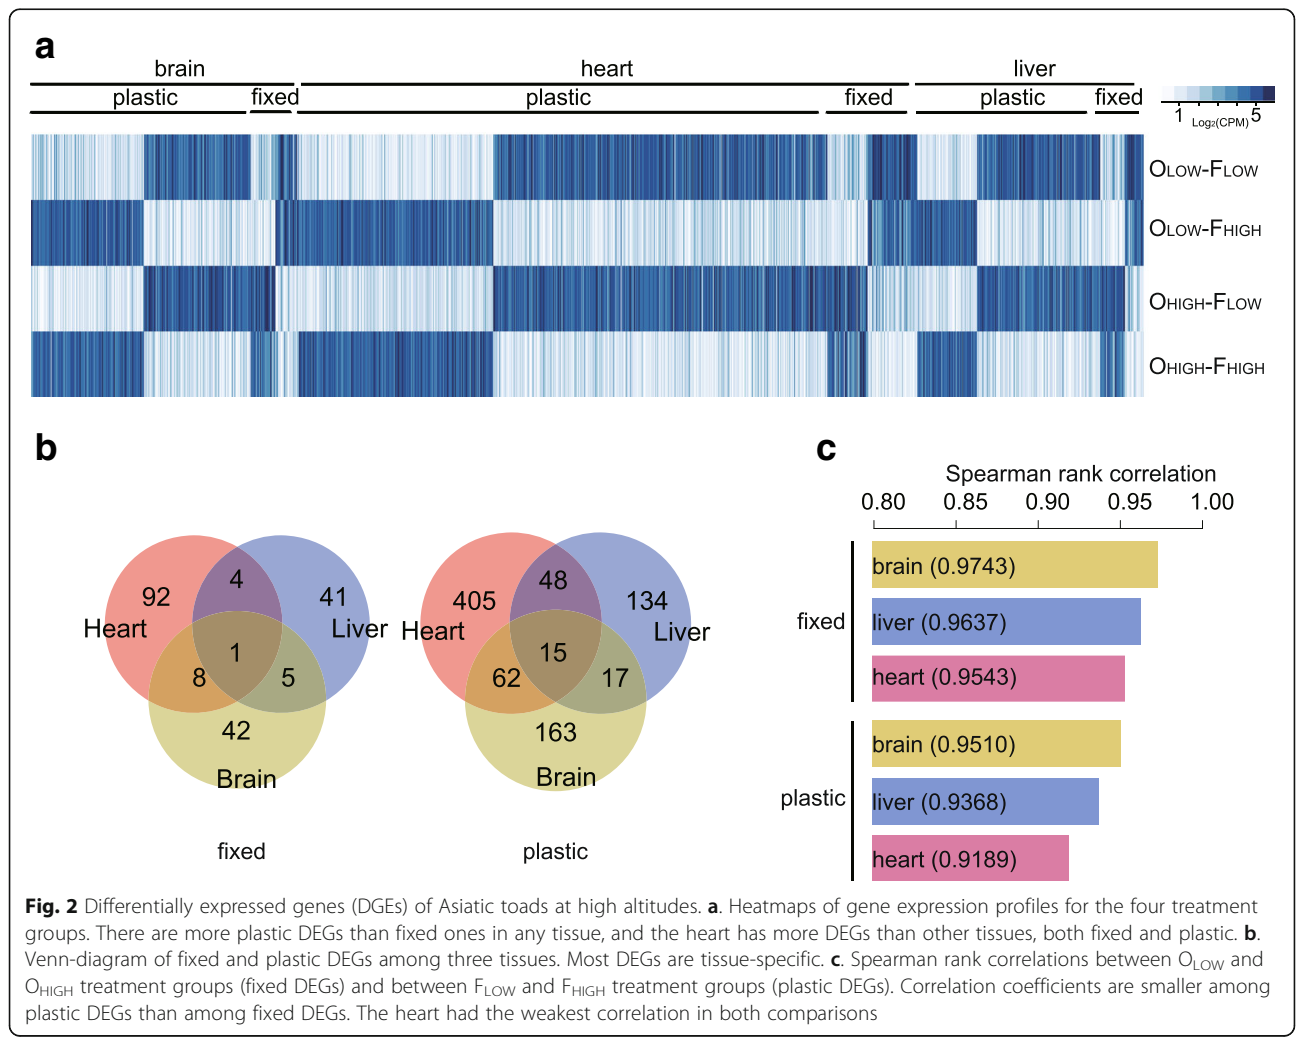 a
brain heart liver
plastic fixed plastic fixed plastic fixed
1 Log2(CPM) 5
OLOW-FLOW
OLOW-FHIGH
OHIGH-FLOW
OHIGH-FHIGH
b
92 4 41
Heart Liver
1
8 5
42
Brain
fixed
405 48 134
Heart Liver
15
62 17
163
Brain
plastic
c
Spearman rank correlation
0.80 0.85 0.90 0.95 1.00
fixed
brain (0.9743)
liver (0.9637)
heart (0.9543)
plastic
brain (0.9510)
liver (0.9368)
heart (0.9189)
Fig. 2 Differentially expressed genes (DGEs) of Asiatic toads at high altitudes. a. Heatmaps of gene expression profiles for the four treatment
groups. There are more plastic DEGs than fixed ones in any tissue, and the heart has more DEGs than other tissues, both fixed and plastic. b.
Venn-diagram of fixed and plastic DEGs among three tissues. Most DEGs are tissue-specific. c. Spearman rank correlations between OLOW and
OHIGH treatment groups (fixed DEGs) and between FLOW and FHIGH treatment groups (plastic DEGs). Correlation coefficients are smaller among
plastic DEGs than among fixed DEGs. The heart had the weakest correlation in both comparisons